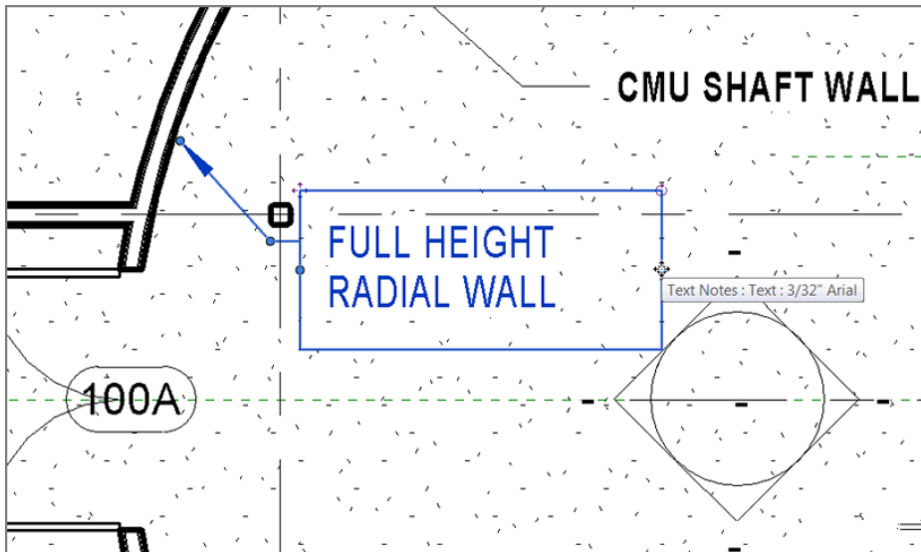 CMU SHAFT WALL
FULL HEIGHT
RADIAL WALL
Text Notes : Text : 3/32" Arial
100A